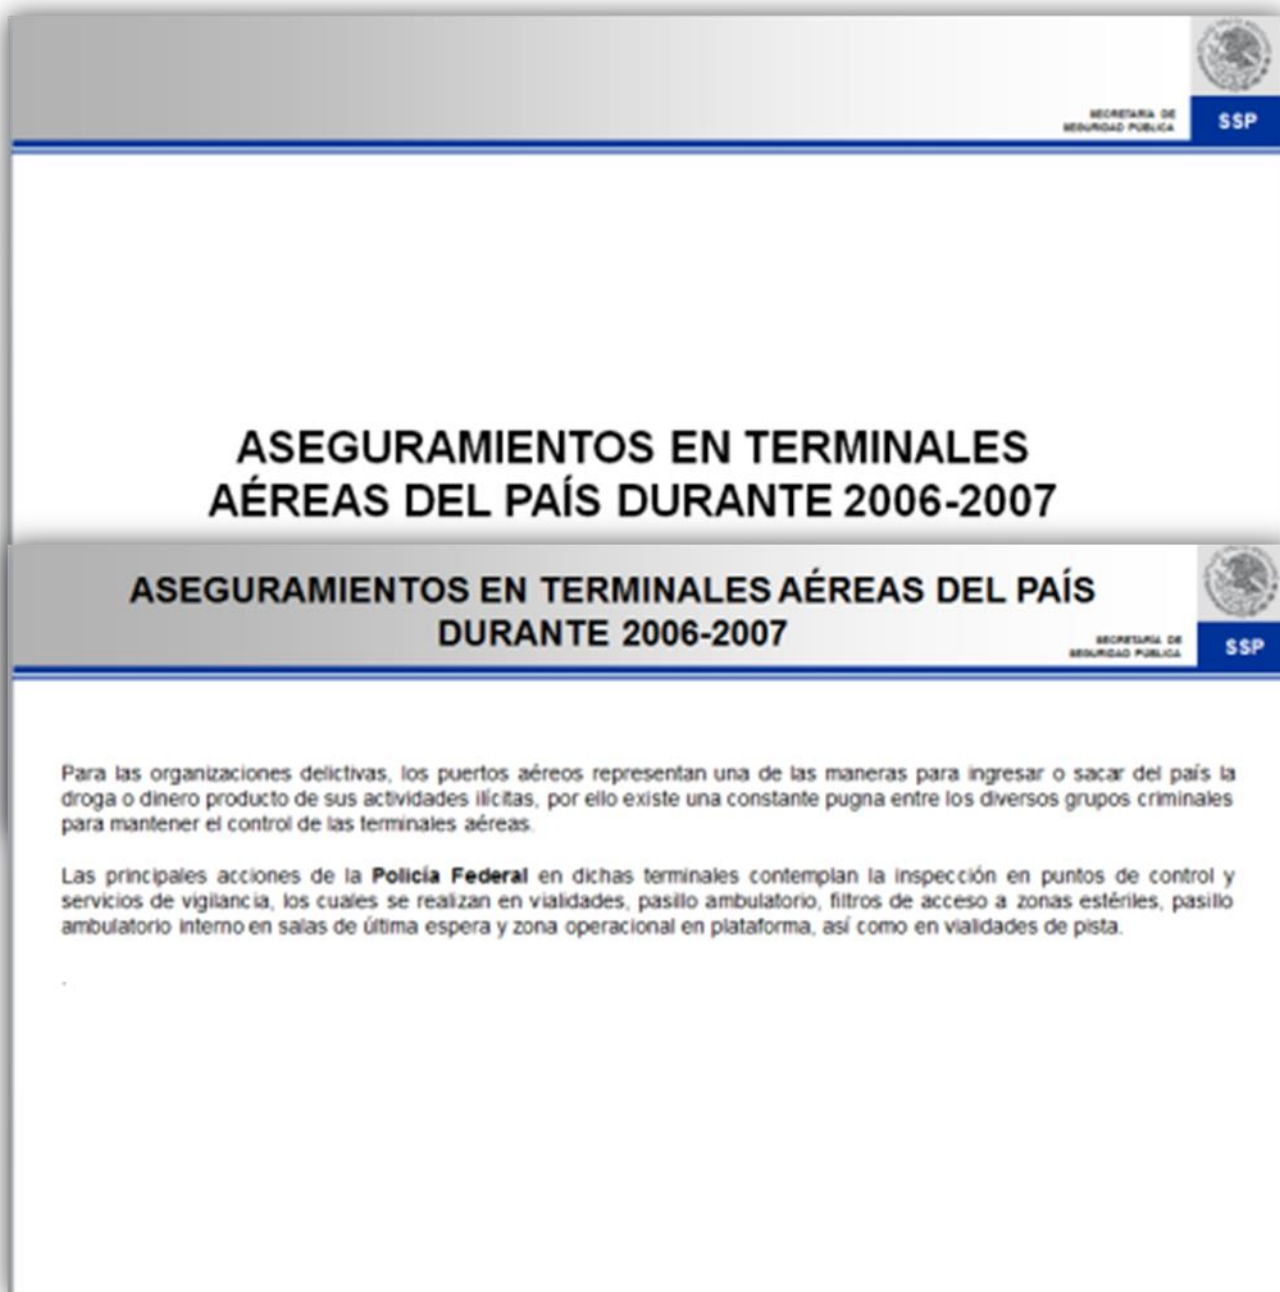 SECRETARÍA DE
SEGURIDAD PÚBLICA
SSP
ASEGURAMIENTOS EN TERMINALES
AÉREAS DEL PAÍS DURANTE 2006-2007
ASEGURAMIENTOS EN TERMINALES AÉREAS DEL PAÍS
DURANTE 2006-2007
SECRETARÍA DE
SEGURIDAD PÚBLICA
SSP
Para las organizaciones delictivas, los puertos aéreos representan una de las maneras para ingresar o sacar del país la
droga o dinero producto de sus actividades ilícitas, por ello existe una constante pugna entre los diversos grupos criminales
para mantener el control de las terminales aéreas.
Las principales acciones de la Policía Federal en dichas terminales contemplan la inspección en puntos de control y
servicios de vigilancia, los cuales se realizan en vialidades, pasillo ambulatorio, filtros de acceso a zonas estériles, pasillo
ambulatorio interno en salas de última espera y zona operacional en plataforma, así como en vialidades de pista.
.